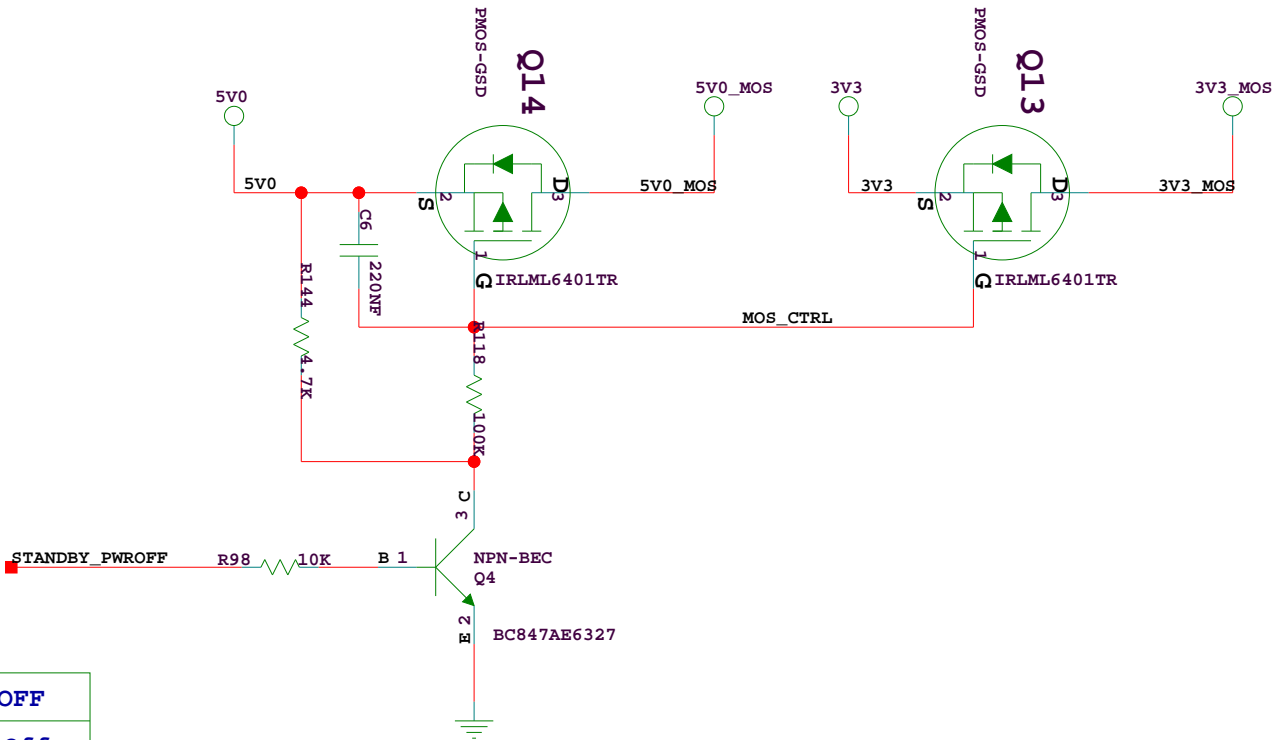 PMOS-GSD
Q14
PMOS-GSD
Q13
5V0
5V0_MOS
3V3
3V3_MOS
5V0
S
2
D
3
5V0_MOS
3V3
S
2
D
3
3V3_MOS
C6
220NF
1
G
IRLML6401TR
1
G
IRLML6401TR
R144
4.7K
MOS_CTRL
R118
100K
C
3
STANDBY_PWROFF
R98
10K
B
1
NPN-BEC
Q4
2
E
BC847AE6327
OFF